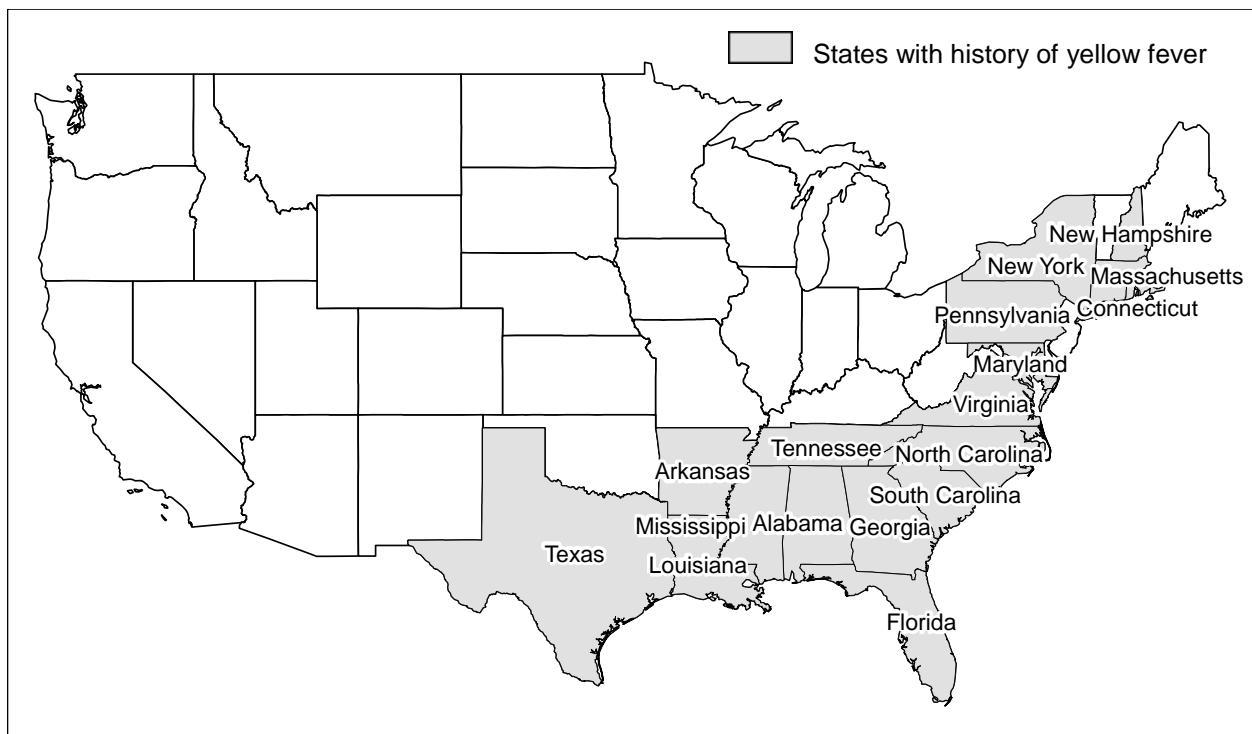 States with history of yellow fever
New Hampshire
New York
Massachusetts
Pennsylvania
Connecticut
Maryland
Virginia
Tennessee
North Carolina
Arkansas
South Carolina
Mississippi
Alabama
Georgia
Texas
Louisiana
Florida